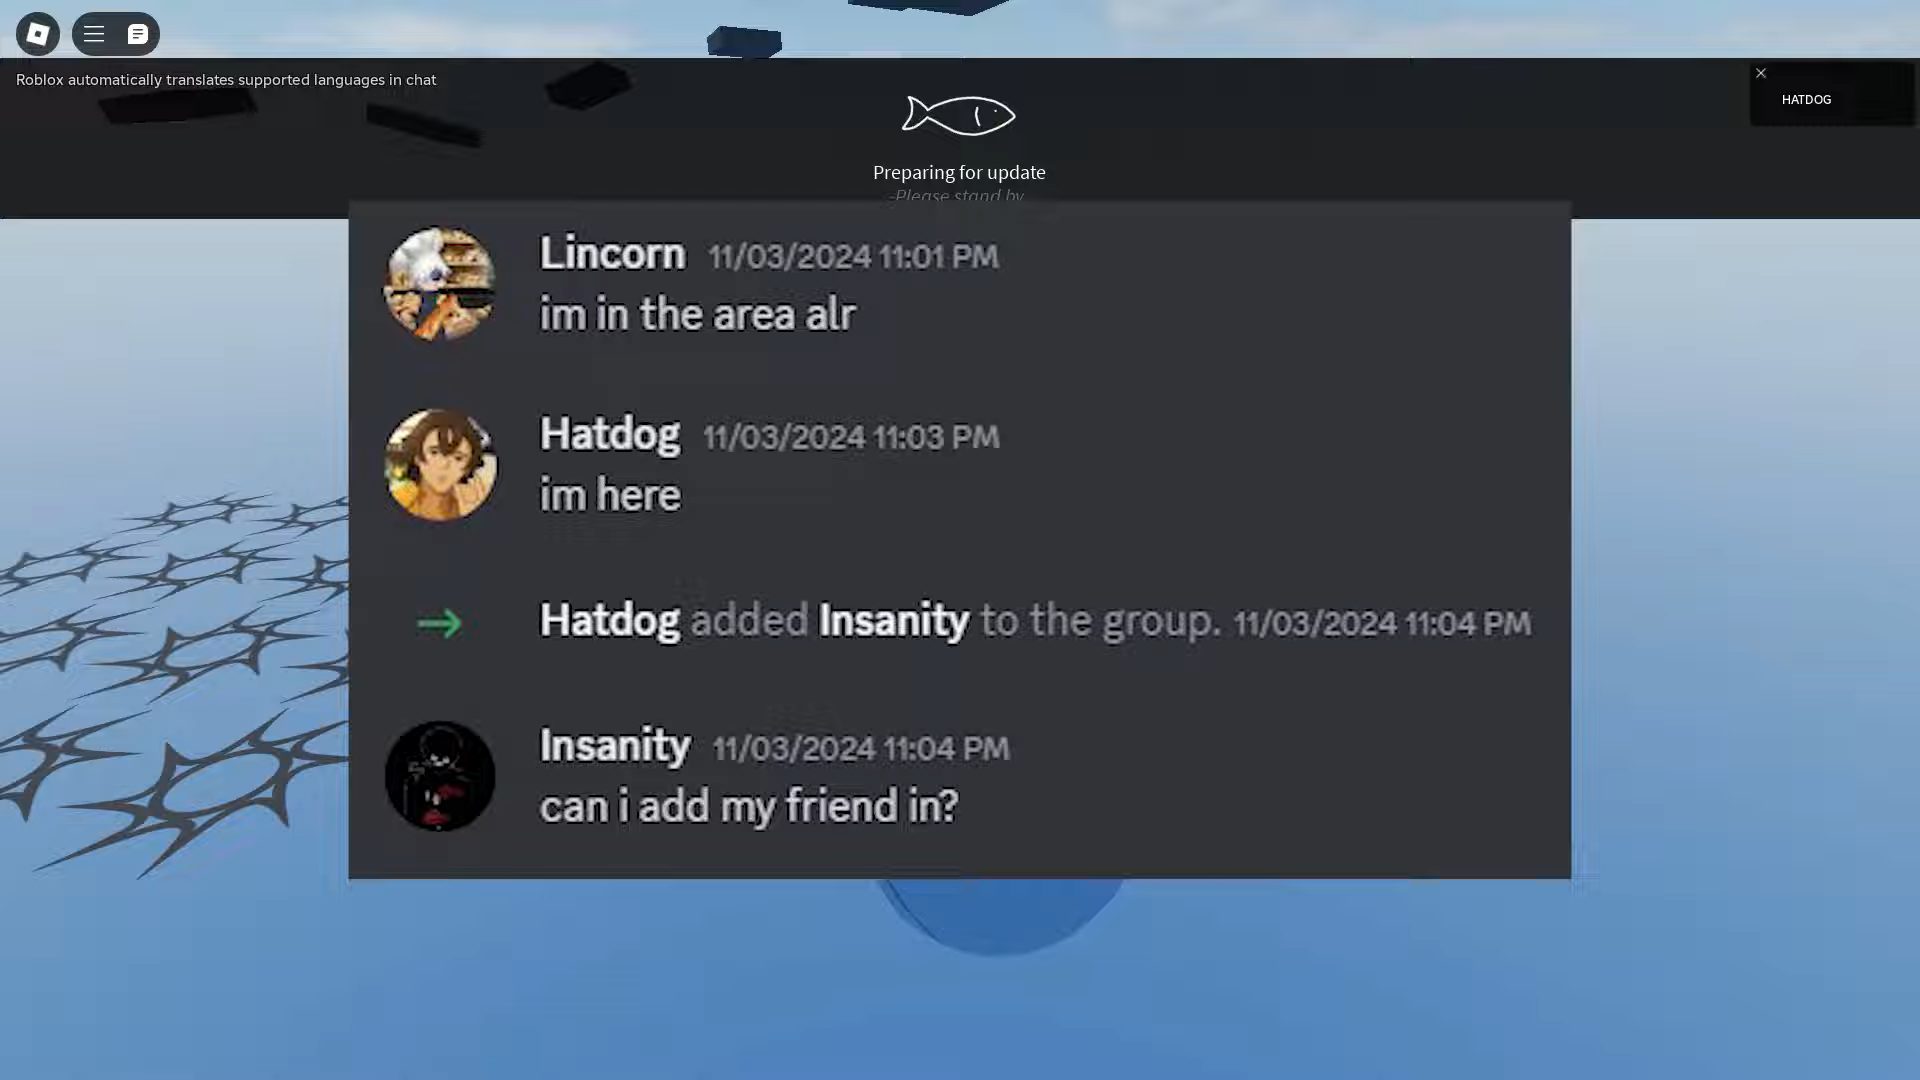 Roblox automatically translates supported languages in chat
HATDOG
Preparing for update
-Please stand by
Lincorn 11/03/2024 11:01 PM
im in the area alr
Hatdog 11/03/2024 11:03 PM
im here
Hatdog added Insanity to the group. 11/03/2024 11:04 PM
Insanity 11/03/2024 11:04 PM
can i add my friend in?